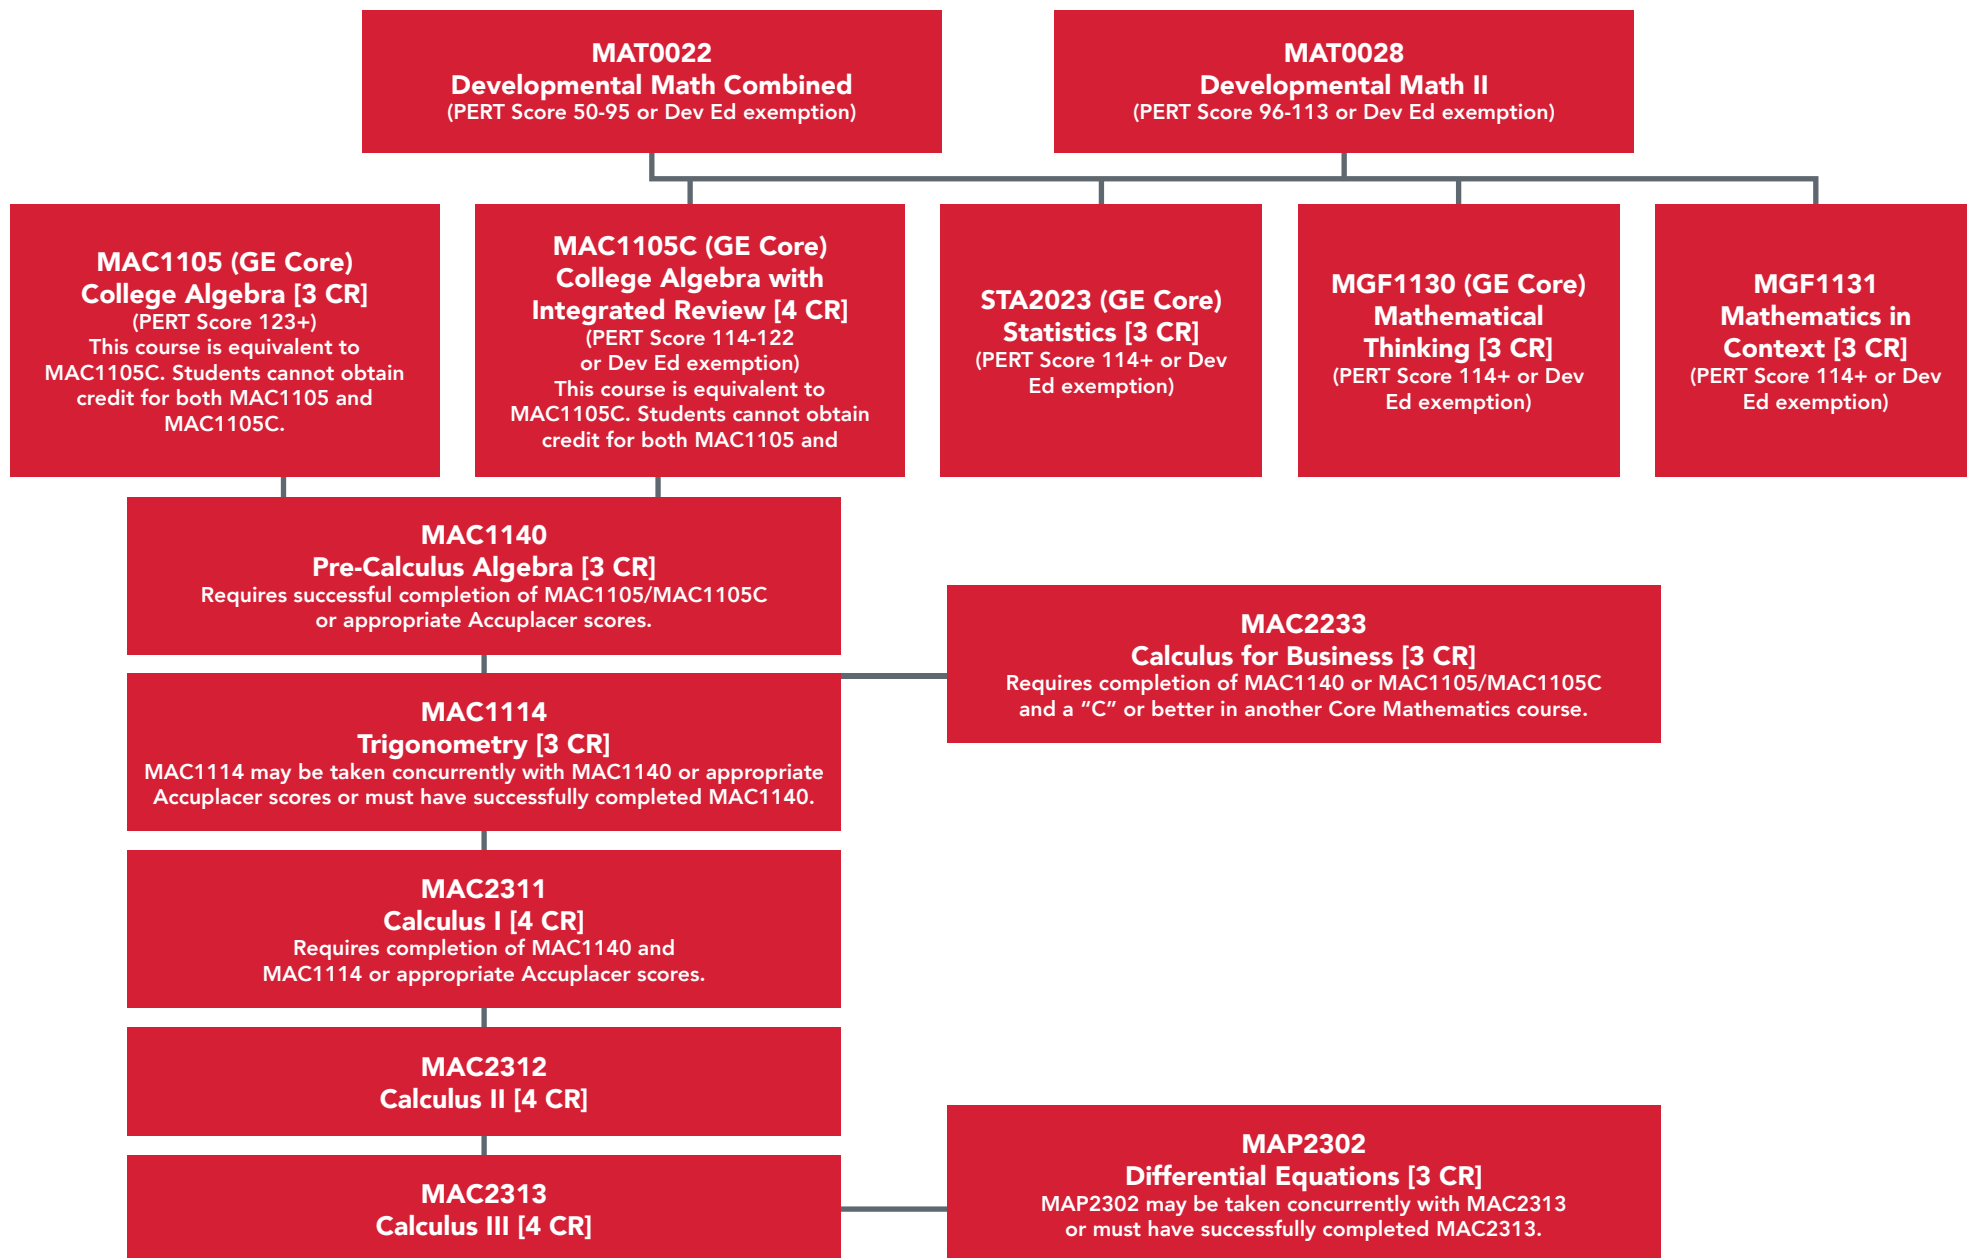 MAT0022
Developmental Math Combined
(PERT Score 50-95 or Dev Ed exemption)
MAT0028
Developmental Math II
(PERT Score 96-113 or Dev Ed exemption)
MAC1105 (GE Core)
College Algebra [3 CR]
(PERT Score 123+)
This course is equivalent to
MAC1105C. Students cannot obtain
credit for both MAC1105 and
MAC1105C.
MAC1105C (GE Core)
College Algebra with
Integrated Review [4 CR]
(PERT Score 114-122
or Dev Ed exemption)
This course is equivalent to
MAC1105C. Students cannot obtain
credit for both MAC1105 and
STA2023 (GE Core)
Statistics [3 CR]
(PERT Score 114+ or Dev
Ed exemption)
MGF1130 (GE Core)
Mathematical
Thinking [3 CR]
(PERT Score 114+ or Dev
Ed exemption)
MGF1131
Mathematics in
Context [3 CR]
(PERT Score 114+ or Dev
Ed exemption)
MAC1140
Pre-Calculus Algebra [3 CR]
Requires successful completion of MAC1105/MAC1105C
or appropriate Accuplacer scores.
MAC2233
Calculus for Business [3 CR]
Requires completion of MAC1140 or MAC1105/MAC1105C
and a “C” or better in another Core Mathematics course.
MAC1114
Trigonometry [3 CR]
MAC1114 may be taken concurrently with MAC1140 or appropriate
Accuplacer scores or must have successfully completed MAC1140.
MAC2311
Calculus I [4 CR]
Requires completion of MAC1140 and
MAC1114 or appropriate Accuplacer scores.
MAC2312
Calculus II [4 CR]
MAC2313
Calculus III [4 CR]
MAP2302
Differential Equations [3 CR]
MAP2302 may be taken concurrently with MAC2313
or must have successfully completed MAC2313.